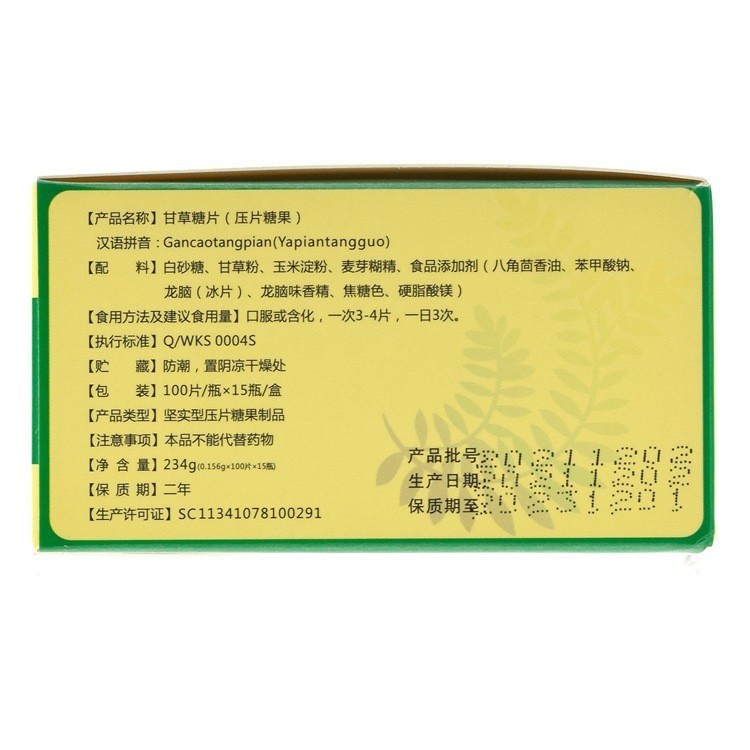 【产品名称】甘草糖片（压片糖果）
汉语拼音：Gancaotangpian(Yapiantangguo)
【配 料】白砂糖、甘草粉、玉米淀粉、麦芽糊精、食品添加剂（八角茴香油、苯甲酸钠、
龙脑（冰片）、龙脑味香精、焦糖色、硬脂酸镁）
【食用方法及建议食用量】口服或含化，一次3-4片，一日3次。
【执行标准】Q/WKS 0004S
【贮 藏】防潮，置阴凉干燥处
【包 装】100片/瓶×15瓶/盒
【产品类型】坚实型压片糖果制品
【注意事项】本品不能代替药物
【净 含 量】234g(0.156g×100片×15瓶)
【保 质 期】二年
【生产许可证】SC11341078100291
产品批号:20211202
生产日期:20211202
保质期至:20231201